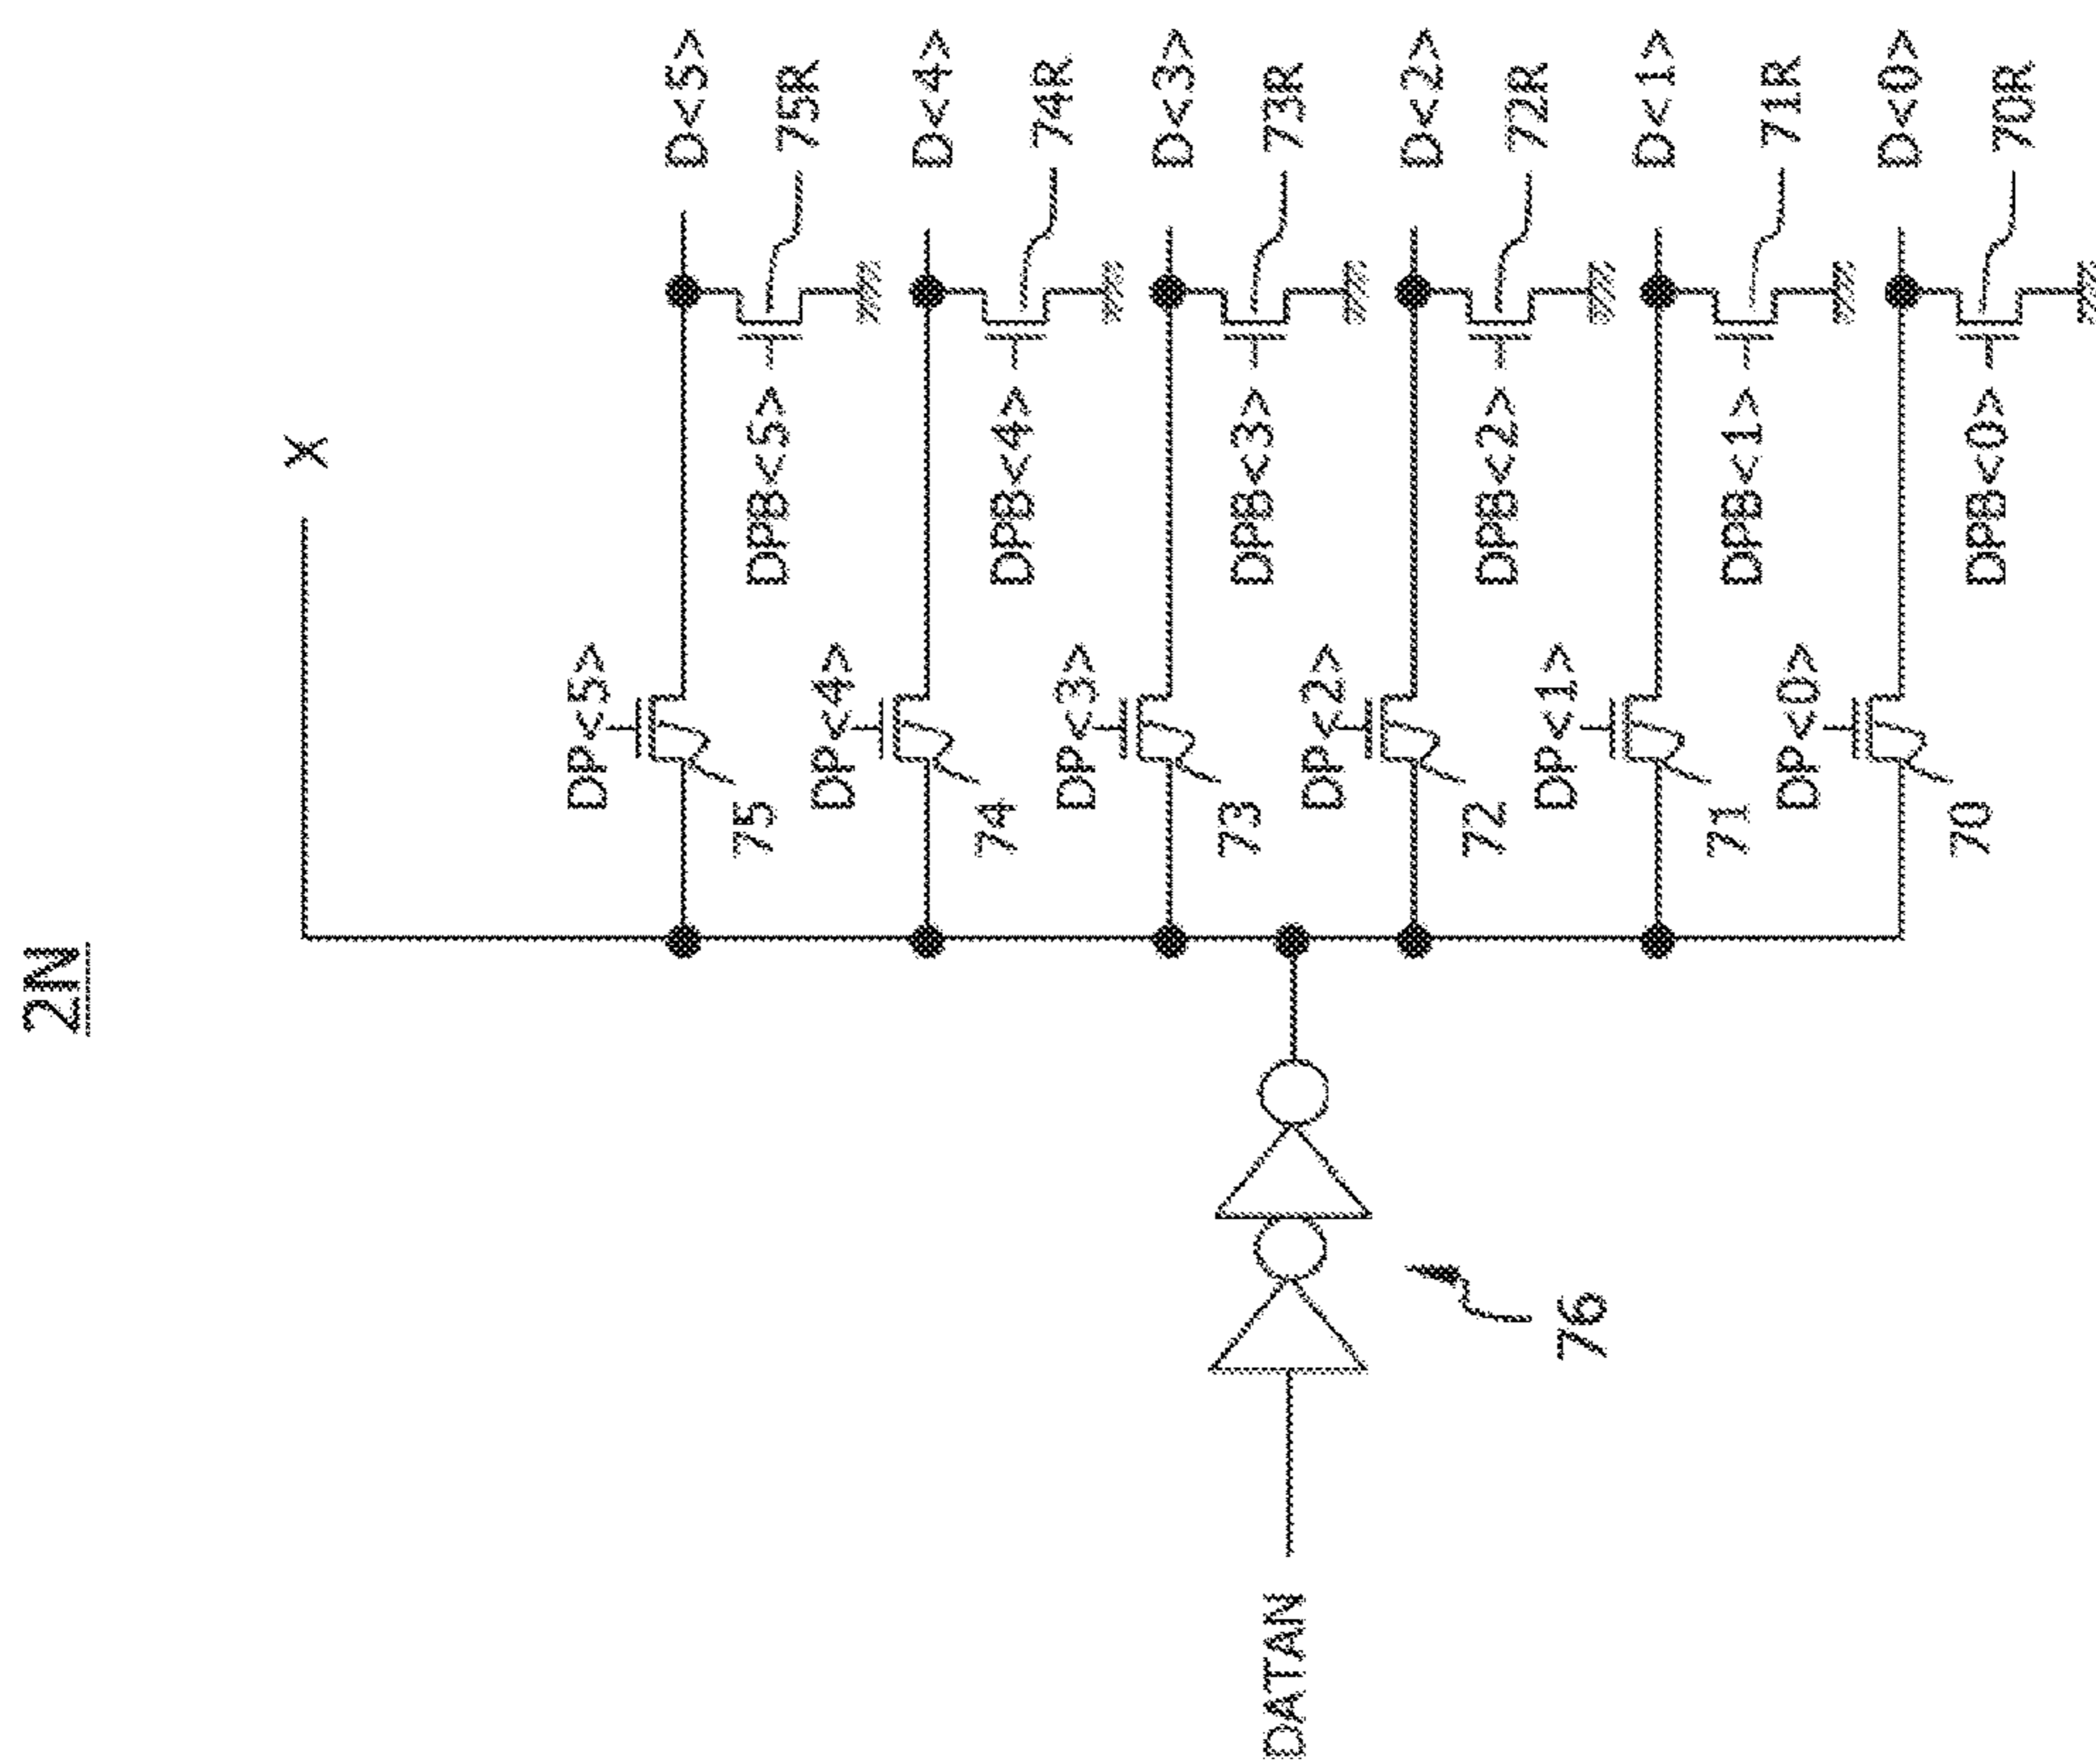 2N
X
D<5>
75R
DPB<5>
DP<5>
75
D<4>
74R
DPB<4>
DP<4>
74
D<3>
73R
DPB<3>
DP<3>
73
D<2>
72R
DPB<2>
DP<2>
72
D<1>
71R
DPB<1>
DP<1>
71
D<0>
70R
DPB<0>
DP<0>
70
76
DATAN